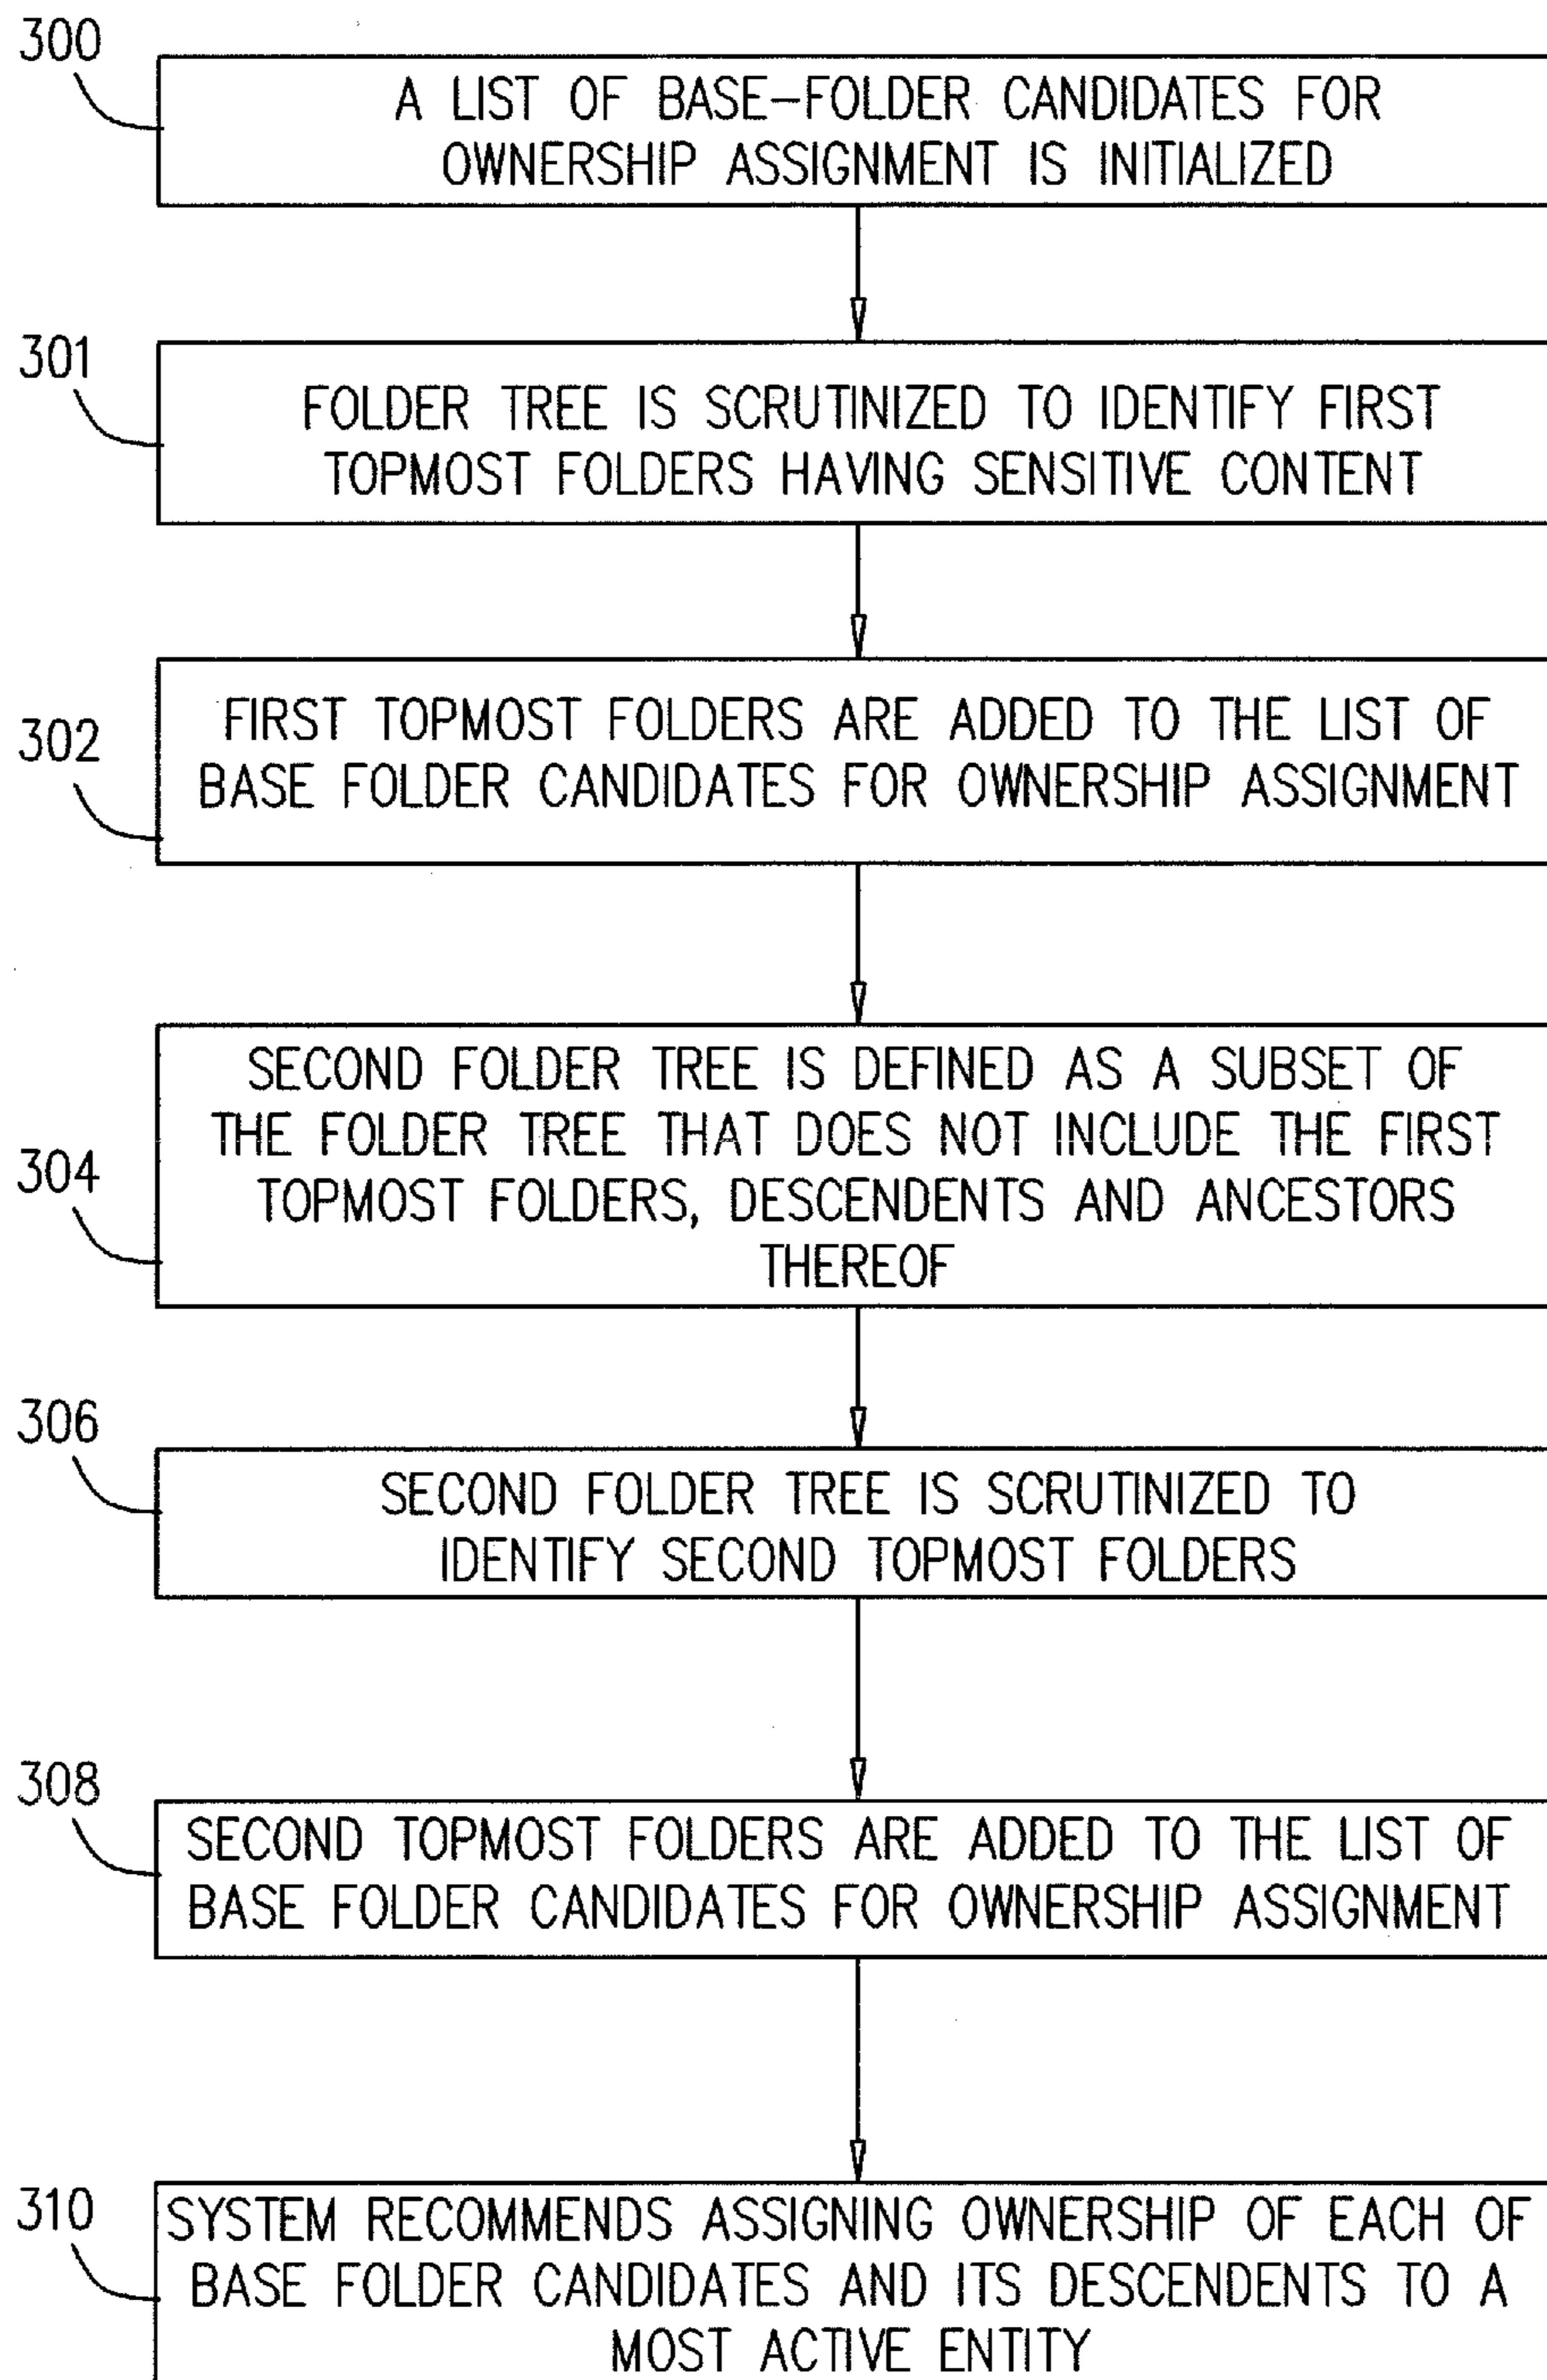 300
A LIST OF BASE-FOLDER CANDIDATES FOR
OWNERSHIP ASSIGNMENT IS INITIALIZED
301
FOLDER TREE IS SCRUTINIZED TO IDENTIFY FIRST
TOPMOST FOLDERS HAVING SENSITIVE CONTENT
302
FIRST TOPMOST FOLDERS ARE ADDED TO THE LIST OF
BASE FOLDER CANDIDATES FOR OWNERSHIP ASSIGNMENT
304
SECOND FOLDER TREE IS DEFINED AS A SUBSET OF
THE FOLDER TREE THAT DOES NOT INCLUDE THE FIRST
TOPMOST FOLDERS, DESCENDENTS AND ANCESTORS
THEREOF
306
SECOND FOLDER TREE IS SCRUTINIZED TO
IDENTIFY SECOND TOPMOST FOLDERS
308
SECOND TOPMOST FOLDERS ARE ADDED TO THE LIST OF
BASE FOLDER CANDIDATES FOR OWNERSHIP ASSIGNMENT
310
SYSTEM RECOMMENDS ASSIGNING OWNERSHIP OF EACH OF
BASE FOLDER CANDIDATES AND ITS DESCENDENTS TO A
MOST ACTIVE ENTITY